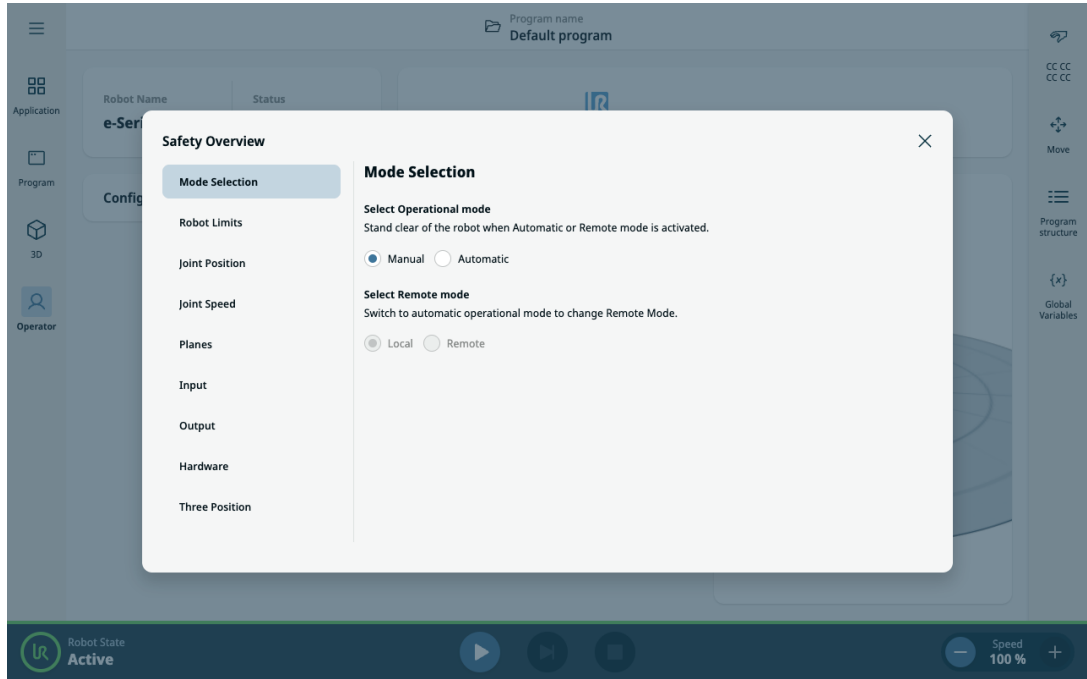 Program name
Default program
Application
Program
3D
Operator
Robot Name
Status
e-Seri
Config
Safety Overview
Mode Selection
Robot Limits
Joint Position
Joint Speed
Planes
Input
Output
Hardware
Three Position
Mode Selection
Select Operational mode
Stand clear of the robot when Automatic or Remote mode is activated.
Manual Automatic
Select Remote mode
Switch to automatic operational mode to change Remote Mode.
Local Remote
CC CC
CC CC
Move
Program
structure
{x}
Global
Variables
Robot State
Active
Speed
100 %